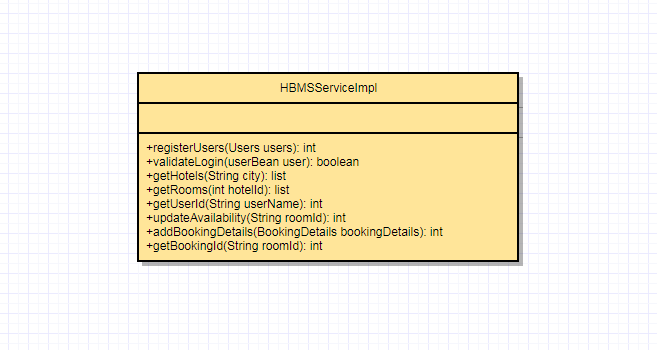 HBMSServiceImpl
+registerUsers(Users users): int
+validateLogin(userBean user): boolean
+getHotels(String city): list
+getRooms(int hotelId): list
+getUserId(String userName): int
+updateAvailability(String roomId): int
+addBookingDetails(BookingDetails bookingDetails): int
+getBookingId(String roomId): int